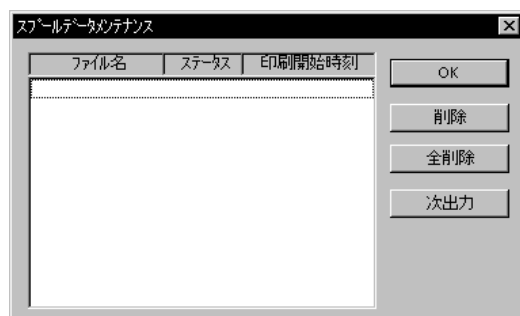 スプールデータメンテナンス
ファイル名 ステータス 印刷開始時刻
OK
削除
全削除
次出力